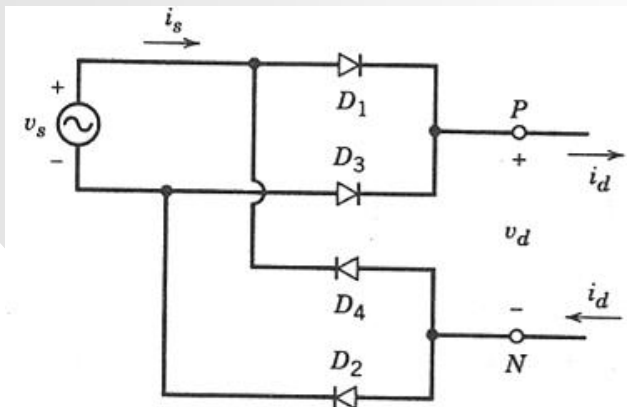 i_s
+
v_s
−
D_1
P
+
i_d
D_3
v_d
D_4
i_d
−
N
D_2